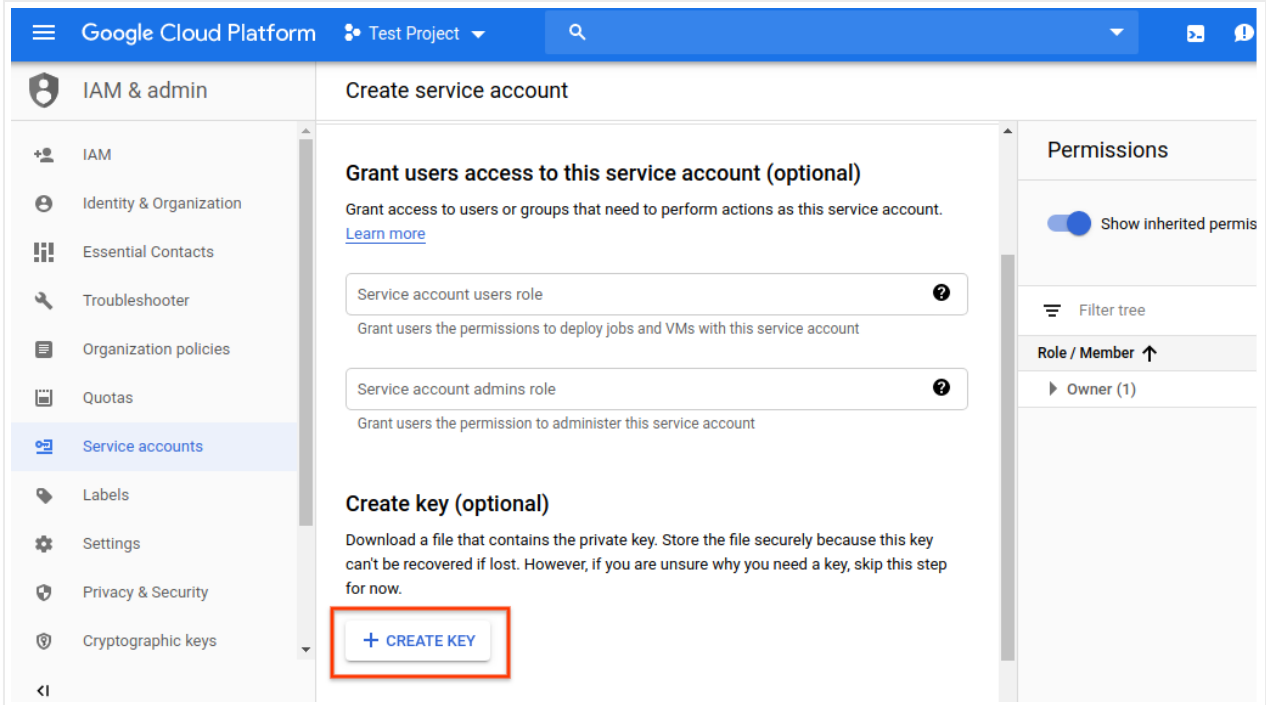 Google Cloud Platform
Test Project
IAM & admin
Create service account
IAM
Identity & Organization
Essential Contacts
Troubleshooter
Organization policies
Quotas
Service accounts
Labels
Settings
Privacy & Security
Cryptographic keys
Grant users access to this service account (optional)
Grant access to users or groups that need to perform actions as this service account.
Learn more
Service account users role
Grant users the permissions to deploy jobs and VMs with this service account
Service account admins role
Grant users the permission to administer this service account
Create key (optional)
Download a file that contains the private key. Store the file securely because this key
can't be recovered if lost. However, if you are unsure why you need a key, skip this step
for now.
+ CREATE KEY
Permissions
Show inherited permis
Filter tree
Role / Member
Owner (1)